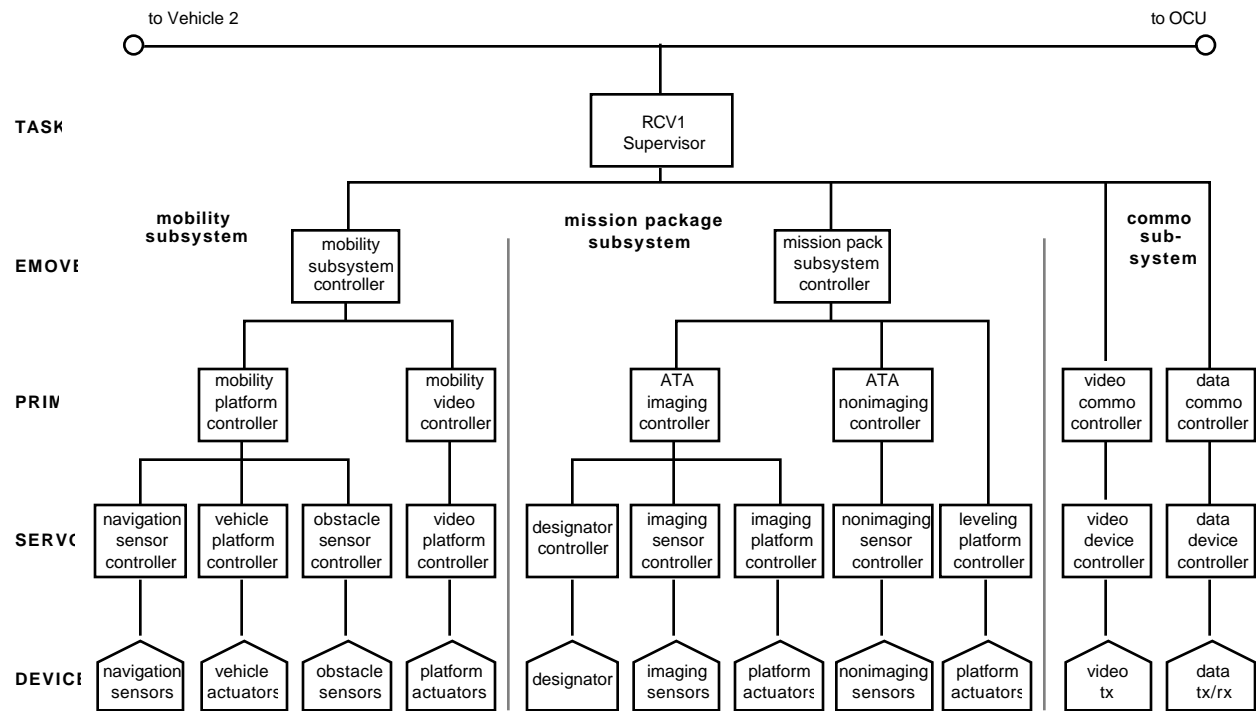 to Vehicle 2
to OCU
TASK
RCV1
Supervisor
mobility
subsystem
mission package
subsystem
commo
sub-
system
EMOVE
mobility
subsystem
controller
mission pack
subsystem
controller
PRIM
mobility
platform
controller
mobility
video
controller
ATA
imaging
controller
ATA
nonimaging
controller
video
commo
controller
data
commo
controller
SERVO
navigation
sensor
controller
vehicle
platform
controller
obstacle
sensor
controller
video
platform
controller
designator
controller
imaging
sensor
controller
imaging
platform
controller
nonimaging
sensor
controller
leveling
platform
controller
video
device
controller
data
device
controller
DEVICE
navigation
sensors
vehicle
actuators
obstacle
sensors
platform
actuators
designator
imaging
sensors
platform
actuators
nonimaging
sensors
platform
actuators
video
tx
data
tx/rx